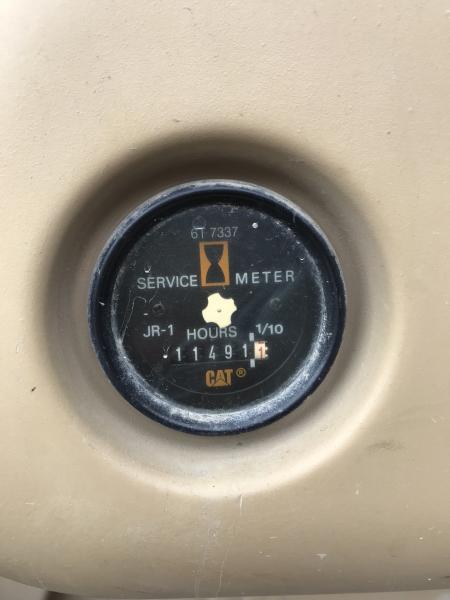 6T 7337
SERVICE METER
JR-1 HOURS 1/10
114911
CAT ®